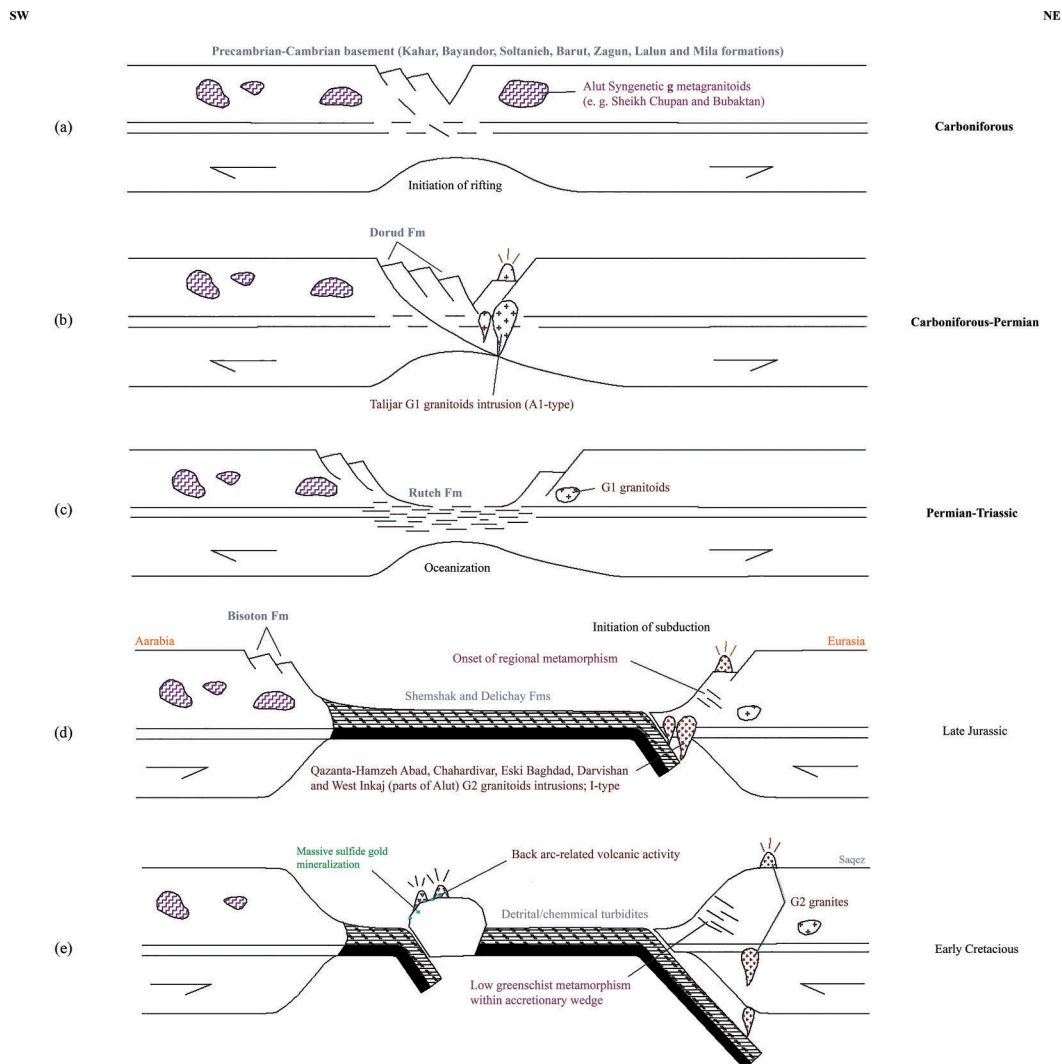 SW
NE
Precambrian-Cambrian basement (Kahar, Bayandor, Soltanieh, Barut, Zagun, Lalun and Mila formations)
Alut Syngenetic g metagranitoids
(e. g. Sheikh Chupan and Bubaktan)
(a)
Carboniforous
Initiation of rifting
Dorud Fm
(b)
Carboniforous-Permian
Talijar G1 granitoids intrusion (A1-type)
Ruteh Fm
G1 granitoids
(c)
Permian-Triassic
Oceanization
Bisoton Fm
Aarabia
Initiation of subduction
Eurasia
Onset of regional metamorphism
Shemshak and Delichay Fms
(d)
Late Jurassic
Qazanta-Hamzeh Abad, Chahardivar, Eski Baghdad, Darvishan
and West Inkaj (parts of Alut) G2 granitoids intrusions; I-type
Massive sulfide gold
mineralization
Back arc-related volcanic activity
Saqez
G2 granites
Detrital/chemmical turbidites
(e)
Early Cretacious
Low greenschist metamorphism
within accretionary wedge